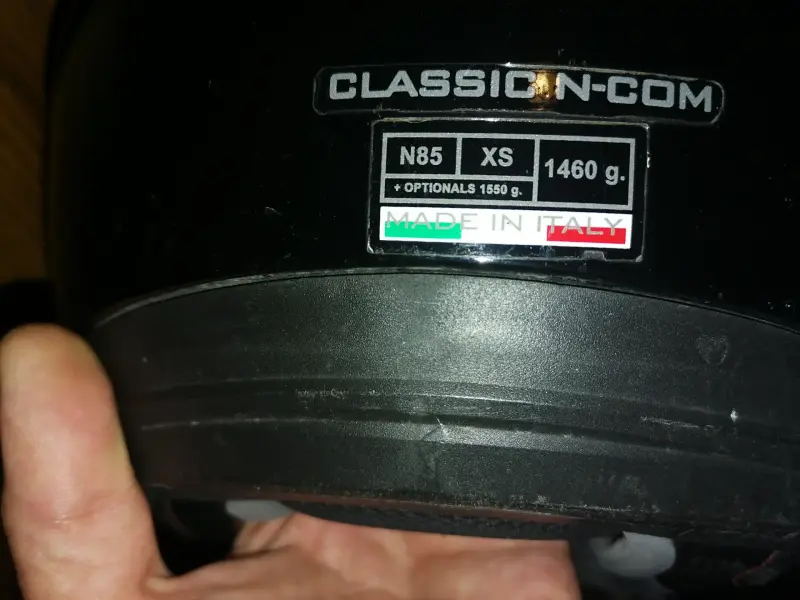 CLASSIC N-COM
N85 XS 1460 g.
+ OPTIONALS 1550 g.
MADE IN ITALY